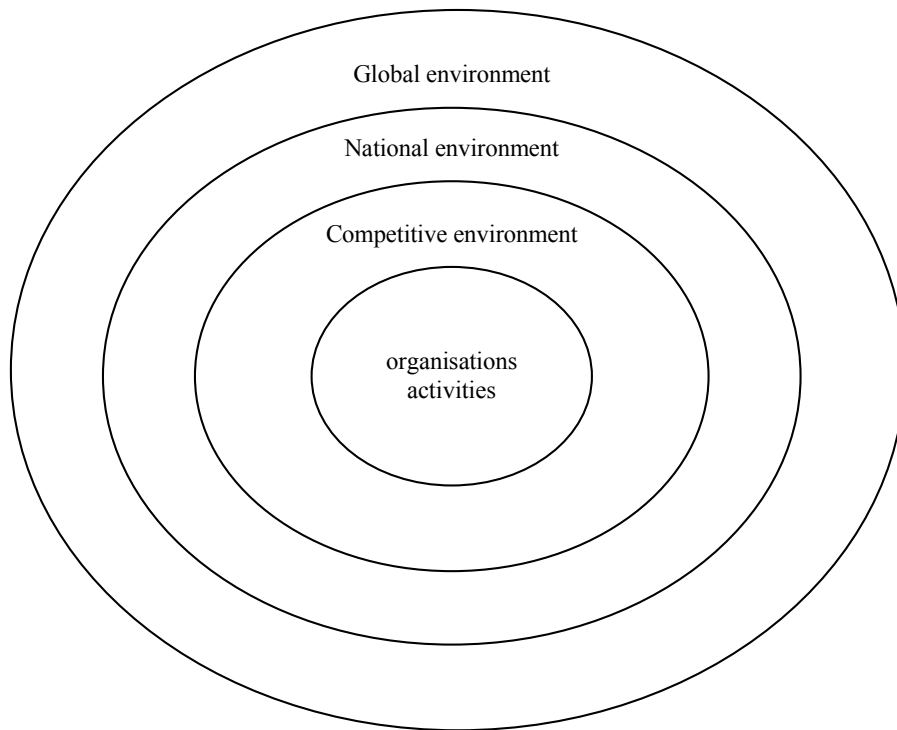 Global environment
National environment
Competitive environment
organisations
activities